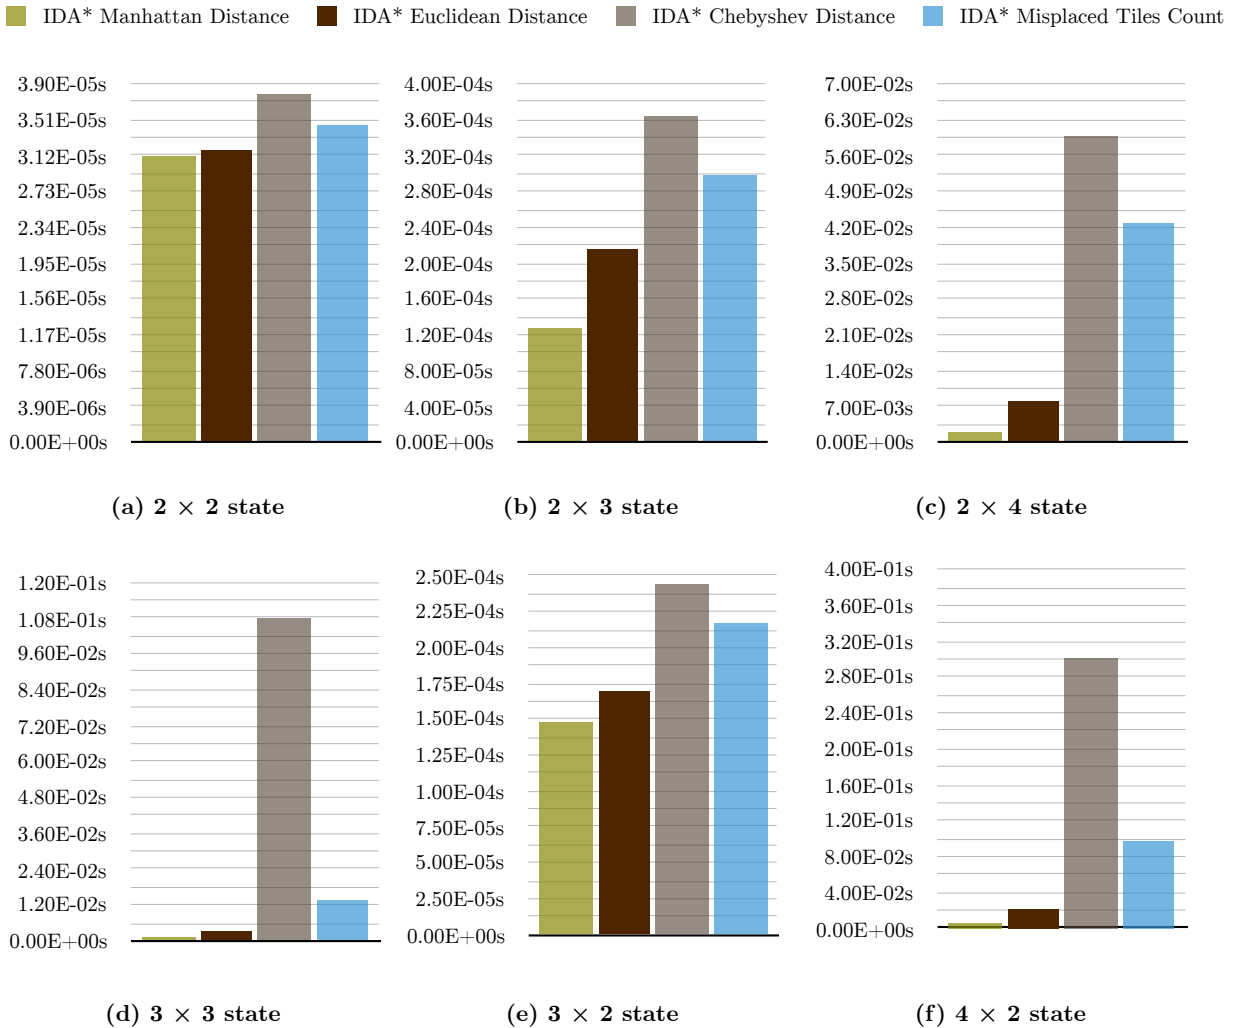 IDA* Manhattan Distance IDA* Euclidean Distance IDA* Chebyshev Distance IDA* Misplaced Tiles Count
3.90E-05s
3.51E-05s
3.12E-05s
2.73E-05s
2.34E-05s
1.95E-05s
1.56E-05s
1.17E-05s
7.80E-06s
3.90E-06s
0.00E+00s
(a) 2 × 2 state
4.00E-04s
3.60E-04s
3.20E-04s
2.80E-04s
2.40E-04s
2.00E-04s
1.60E-04s
1.20E-04s
8.00E-05s
4.00E-05s
0.00E+00s
(b) 2 × 3 state
7.00E-02s
6.30E-02s
5.60E-02s
4.90E-02s
4.20E-02s
3.50E-02s
2.80E-02s
2.10E-02s
1.40E-02s
7.00E-03s
0.00E+00s
(c) 2 × 4 state
1.20E-01s
1.08E-01s
9.60E-02s
8.40E-02s
7.20E-02s
6.00E-02s
4.80E-02s
3.60E-02s
2.40E-02s
1.20E-02s
0.00E+00s
(d) 3 × 3 state
2.50E-04s
2.25E-04s
2.00E-04s
1.75E-04s
1.50E-04s
1.25E-04s
1.00E-04s
7.50E-05s
5.00E-05s
2.50E-05s
0.00E+00s
(e) 3 × 2 state
4.00E-01s
3.60E-01s
3.20E-01s
2.80E-01s
2.40E-01s
2.00E-01s
1.60E-01s
1.20E-01s
8.00E-02s
4.00E-02s
0.00E+00s
(f) 4 × 2 state